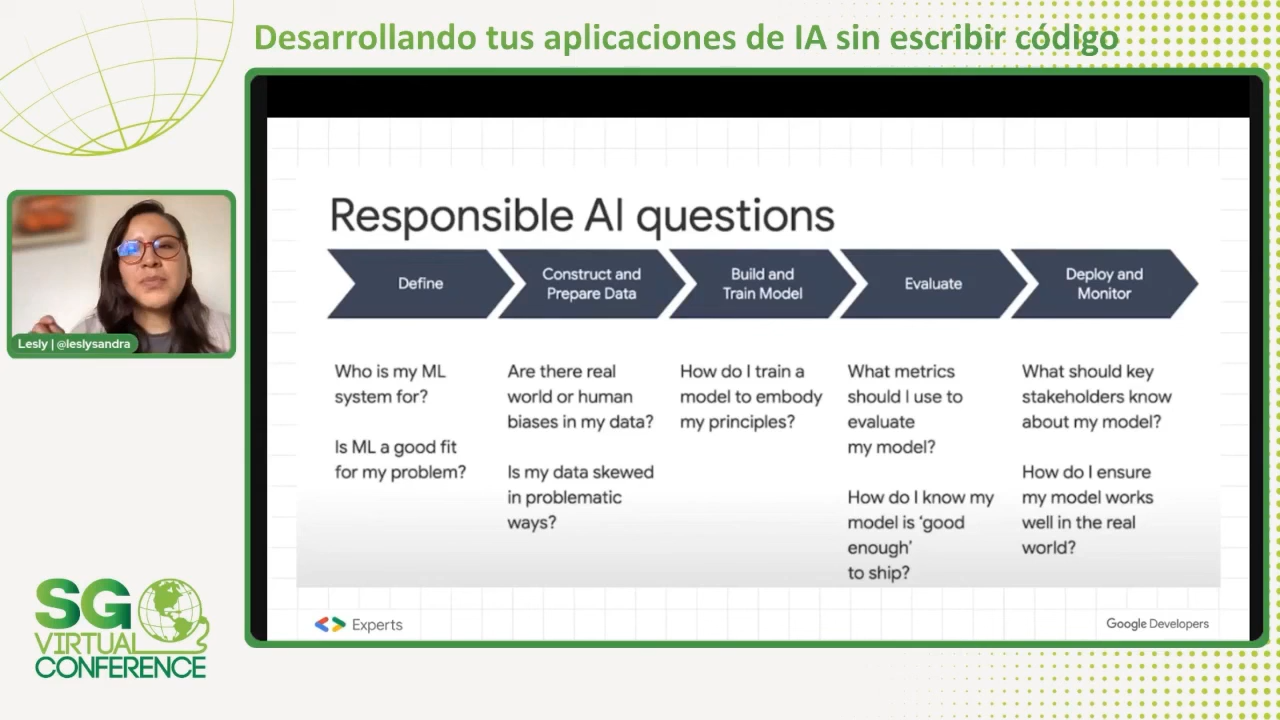 Desarrollando tus aplicaciones de IA sin escribir código
Lesly | @leslysandra
Responsible AI questions
Define
Construct and
Prepare Data
Build and
Train Model
Evaluate
Deploy and
Monitor
Who is my ML
system for?
Is ML a good fit
for my problem?
Are there real
world or human
biases in my data?
Is my data skewed
in problematic
ways?
How do I train a
model to embody
my principles?
What metrics
should I use to
evaluate
my model?
How do I know my
model is ‘good
enough’
to ship?
What should key
stakeholders know
about my model?
How do I ensure
my model works
well in the real
world?
Experts
Google Developers
SG
VIRTUAL
CONFERENCE